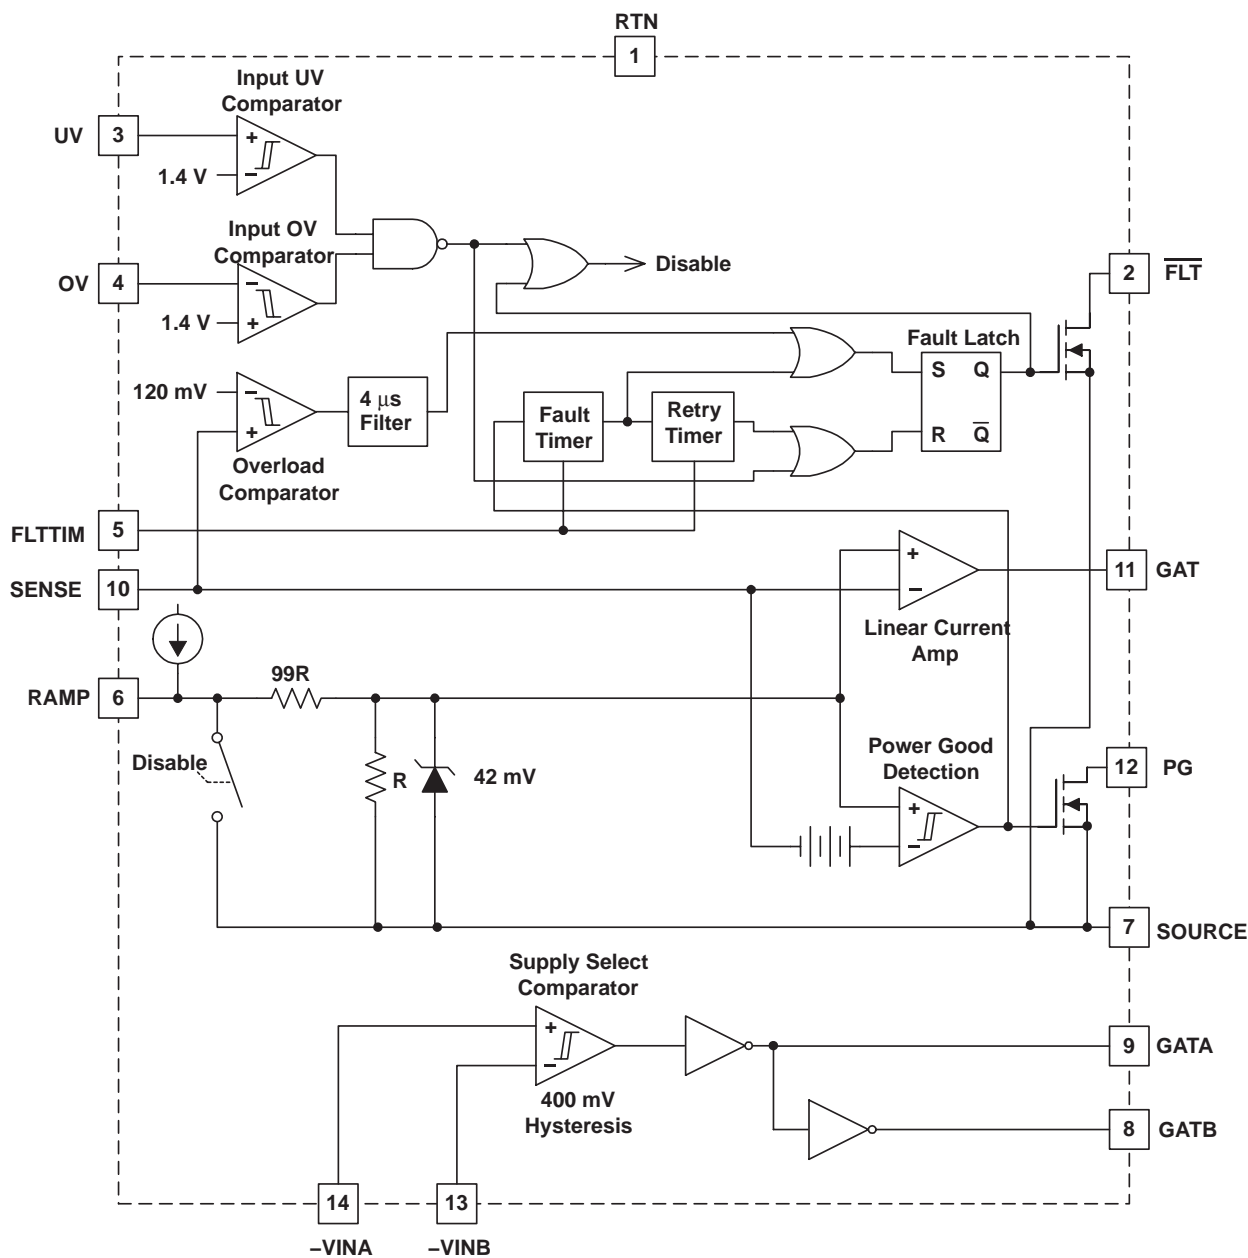 RTN
1
Input UV
Comparator
UV
3
+
1.4 V
–
Input OV
Comparator
OV
4
–
1.4 V
+
Disable
2
FLT
Fault Latch
S Q
R Q
120 mV
–
+
4 μs
Filter
Overload
Comparator
Fault
Timer
Retry
Timer
FLTTIM
5
SENSE
10
+
–
Linear Current
Amp
11
GAT
RAMP
6
99R
Disable
R
42 mV
Power Good
Detection
+
–
12
PG
7
SOURCE
Supply Select
Comparator
+
–
400 mV
Hysteresis
9
GATA
8
GATB
14
13
–VINA
–VINB